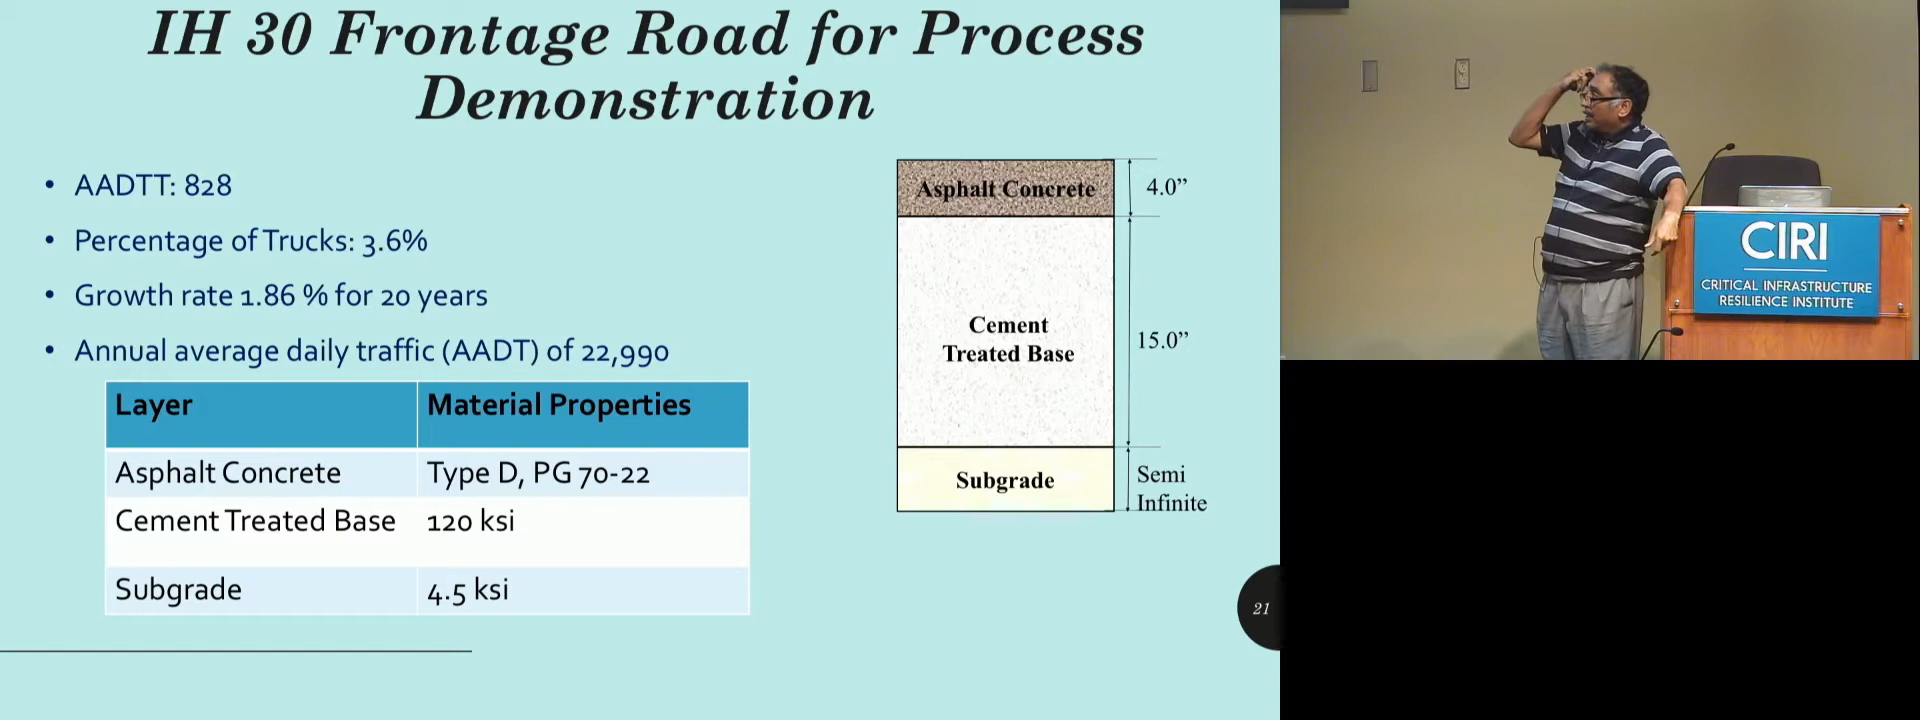 IH 30 Frontage Road for Process
Demonstration
• AADTT: 828
• Percentage of Trucks: 3.6%
• Growth rate 1.86 % for 20 years
• Annual average daily traffic (AADT) of 22,990
Layer Material Properties
Asphalt Concrete Type D, PG 70-22
Cement Treated Base 120 ksi
Subgrade 4.5 ksi
Asphalt Concrete 4.0”
Cement
Treated Base
15.0”
Subgrade
Semi
Infinite
21
CIRI
CRITICAL INFRASTRUCTURE
RESILIENCE INSTITUTE